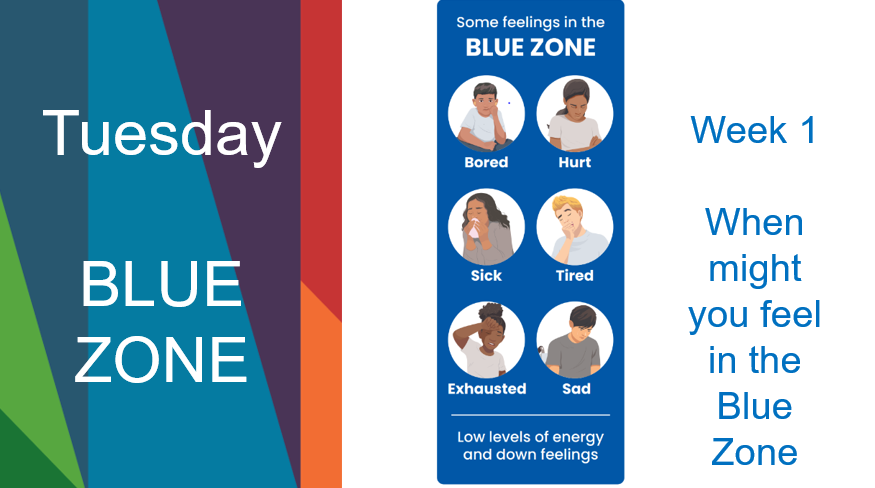 Tuesday
BLUE
ZONE
Some feelings in the
BLUE ZONE
Bored
Hurt
Sick
Tired
Exhausted
Sad
Low levels of energy
and down feelings
Week 1
When
might
you feel
in the
Blue
Zone